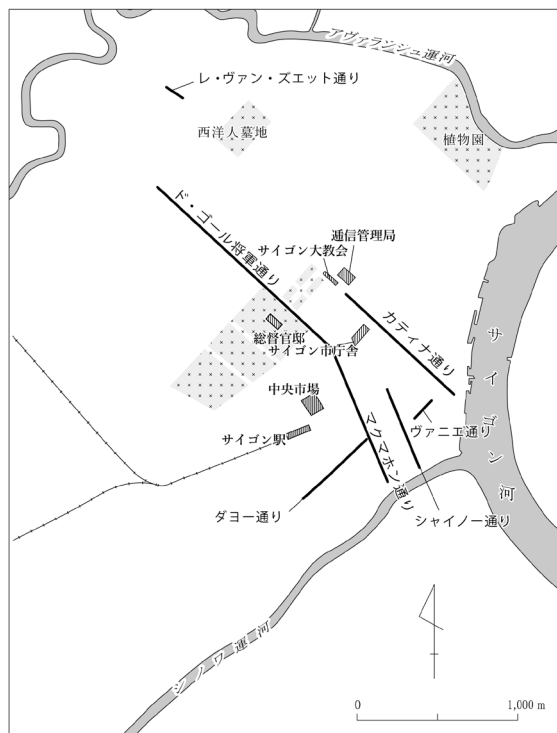 アヴァランシュ運河
レ・ヴァン・ズエット通り
西洋人墓地
植物園
ド・ゴール将軍通り
逓信管理局
サイゴン大教会
カティナ通り
総督官邸
サイゴン市庁舎
サイゴン河
中央市場
サイゴン駅
マクマホン通り
ヴァニエ通り
ダヨー通り
シャイノー通り
シノワ運河
0 1,000 m